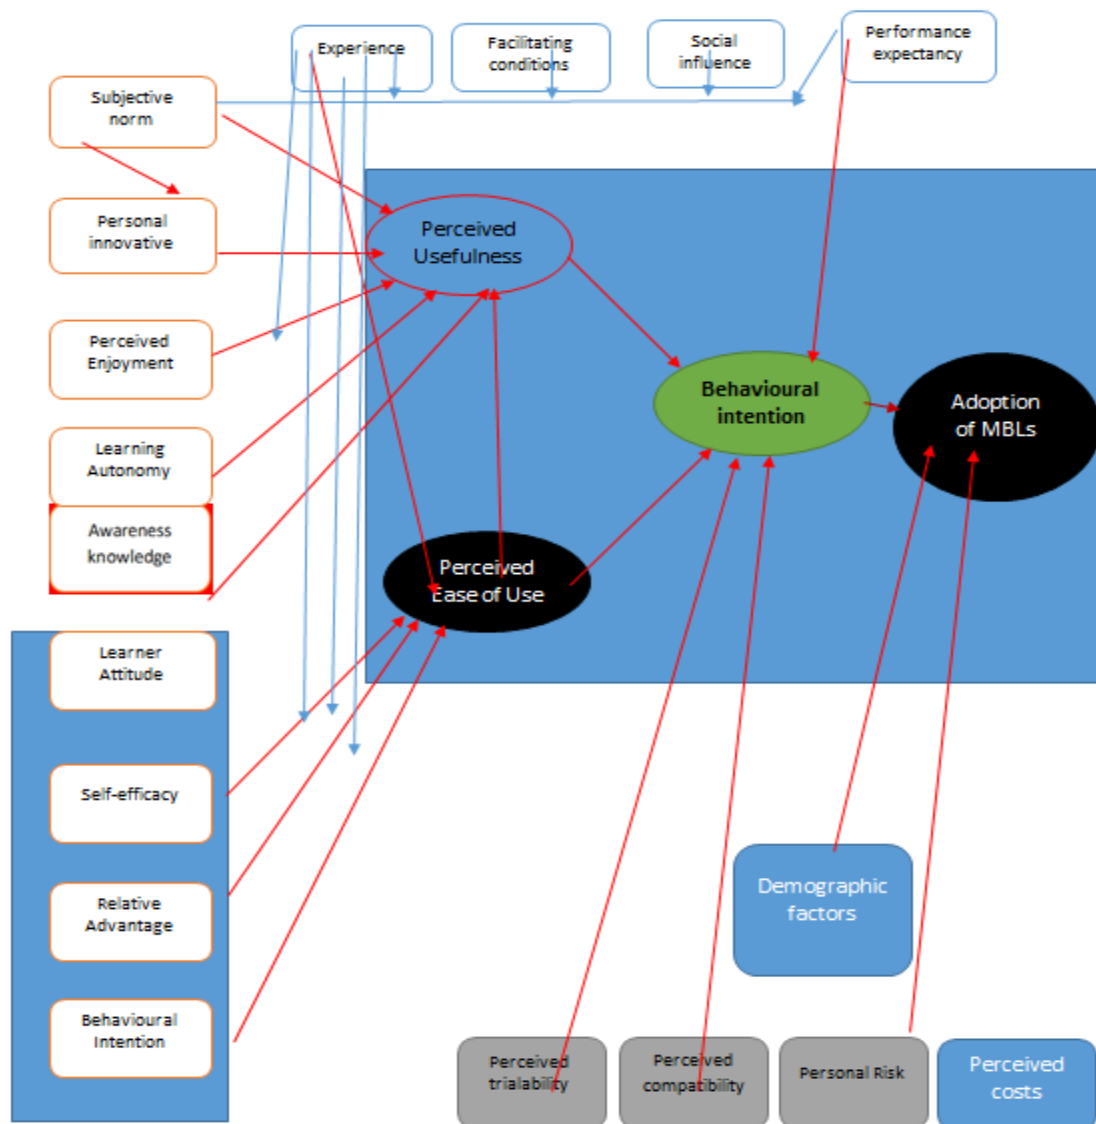 Experience
Facilitating
conditions
Social
influence
Performance
expectancy
Subjective
norm
Personal
innovative
Perceived
Usefulness
Perceived
Enjoyment
Behavioural
intention
Adoption
of MBLs
Learning
Autonomy
Awareness
knowledge
Perceived
Ease of Use
Learner
Attitude
Self-efficacy
Relative
Advantage
Demographic
factors
Behavioural
Intention
Perceived
trialability
Perceived
compatibility
Personal Risk
Perceived
costs